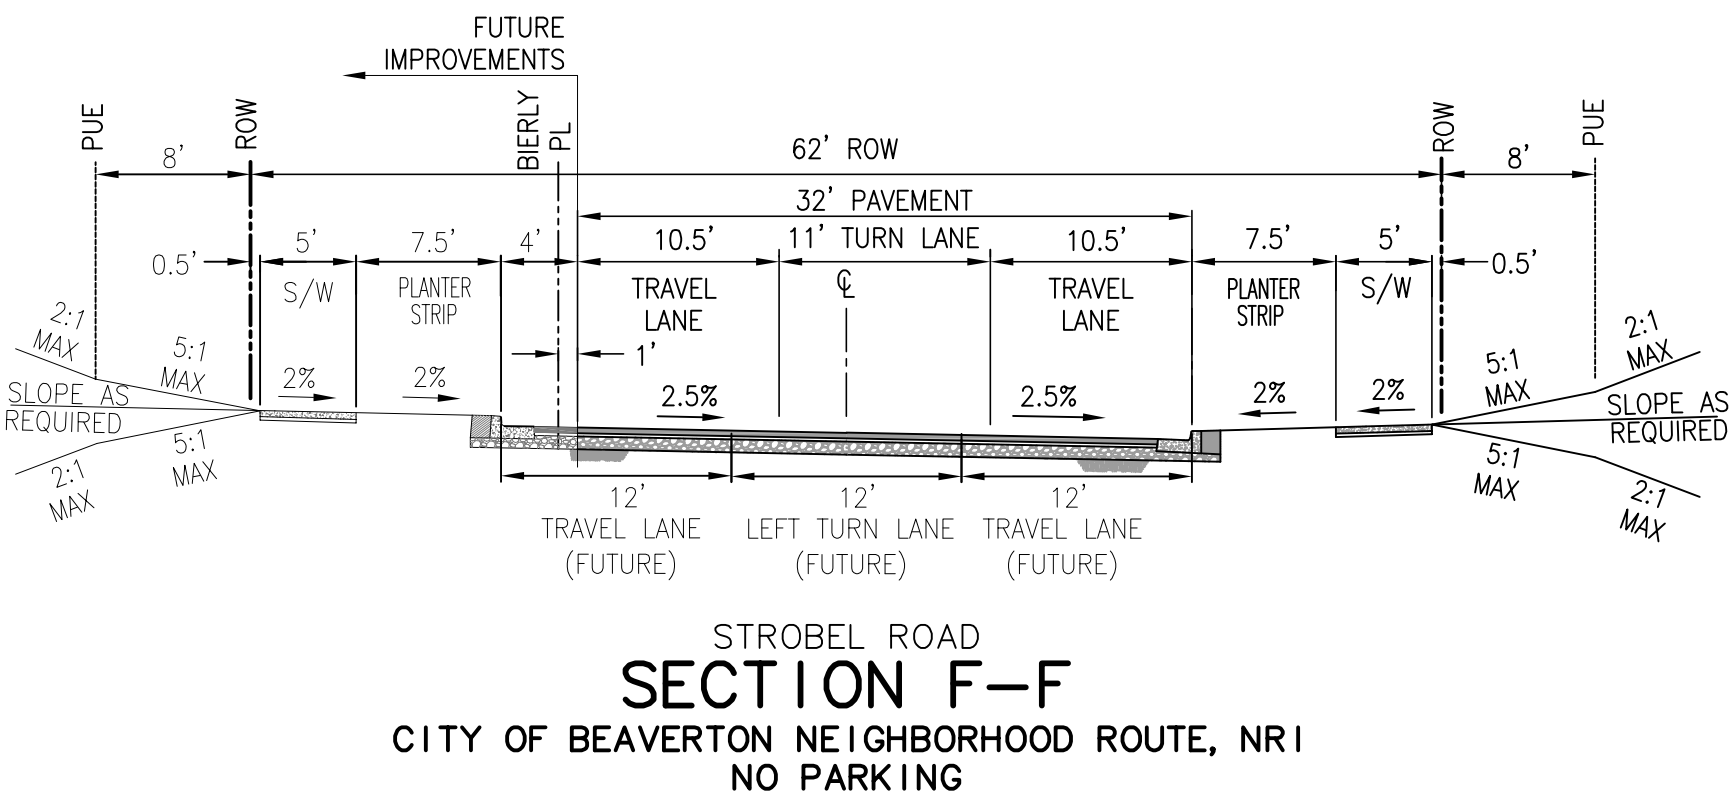 FUTURE
IMPROVEMENTS
PUE
ROW
BIERLY
PL
ROW
PUE
8'
62' ROW
8'
32' PAVEMENT
0.5'
5'
7.5'
4'
10.5'
11' TURN LANE
10.5'
7.5'
5'
0.5'
S/W
PLANTER
STRIP
TRAVEL
LANE
℄
TRAVEL
LANE
PLANTER
STRIP
S/W
2:1
MAX
5:1
MAX
2%
2%
1'
2.5%
2.5%
2%
2%
5:1
MAX
2:1
MAX
SLOPE AS
REQUIRED
SLOPE AS
REQUIRED
2:1
MAX
5:1
MAX
5:1
MAX
2:1
MAX
12'
TRAVEL LANE
(FUTURE)
12'
LEFT TURN LANE
(FUTURE)
12'
TRAVEL LANE
(FUTURE)
STROBEL ROAD
SECTION F-F
CITY OF BEAVERTON NEIGHBORHOOD ROUTE, NR1
NO PARKING